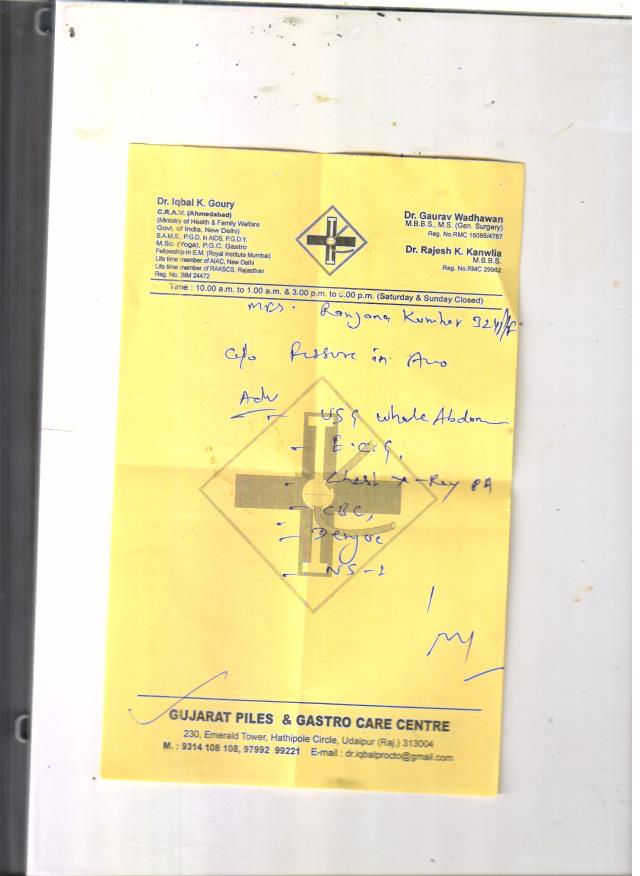 Dr. Iqbal K. Goury
C.R.A.V. (Ahmedabad)
(Ministry of Health & Family Welfare
Govt. of India, New Delhi)
B.A.M.S., P.G.D. in AIDS, P.G.D.Y.
M.Sc. (Yoga), P.G.C. Gastro
Fellowship in E.M. (Royal Institute Mumbai)
Life time member of AIAC, New Delhi
Life time member of RAKSCS, Rajasthan
Reg. No. BIM 24472
Dr. Gaurav Wadhawan
M.B.B.S., M.S. (Gen. Surgery)
Reg. No.RMC 16085/4787
Dr. Rajesh K. Kanwlia
M.B.B.S.
Reg. No.RMC 29982
Time : 10.00 a.m. to 1.00 a.m. & 3.00 p.m. to 6.00 p.m. (Saturday & Sunday Closed)
Mrs. Ranjana Kumhar 32y/F
c/o Fissure in Ano
Adv
- USG Whole Abdomen
- E.C.G.
- Chest X-Ray PA
- CBC,
- Dengue
- NS-1
GUJARAT PILES & GASTRO CARE CENTRE
230, Emerald Tower, Hathipole Circle, Udaipur (Raj.) 313004
M. : 9314 108 108, 97992 99221 E-mail : dr.iqbalprocto@gmail.com